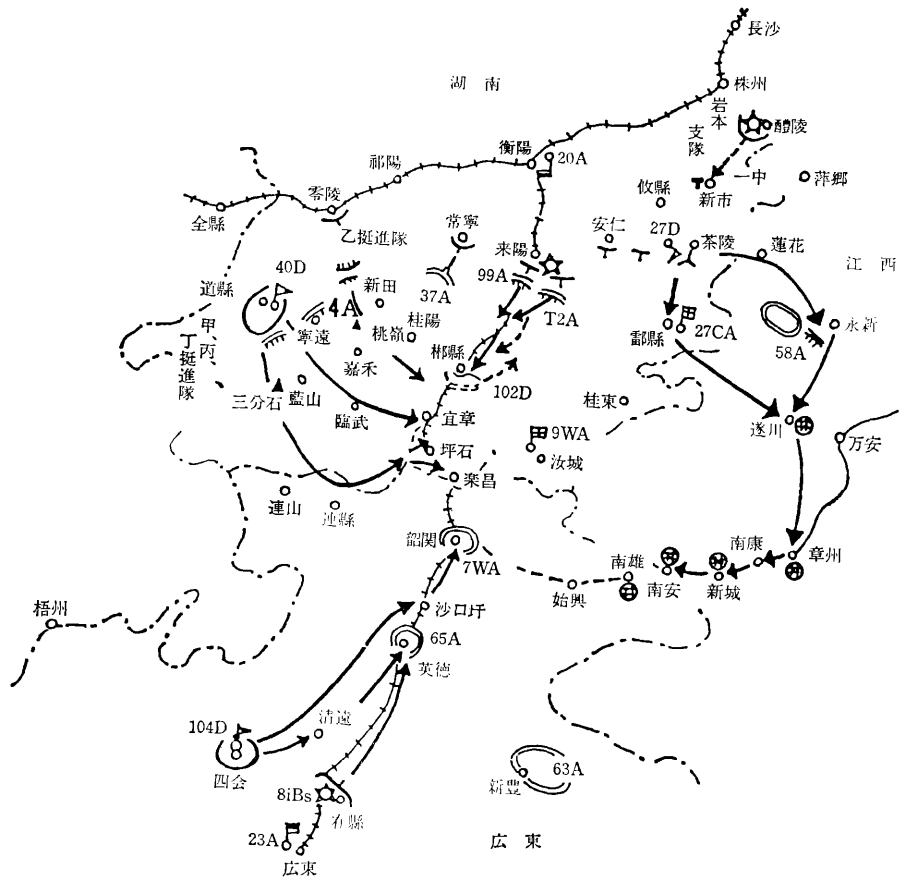 長沙
湖南
株州
岩本
支隊
醴陵
衡陽
20A
祁陽
一中
萍郷
新市
攸縣
零陵
全縣
乙挺進隊
常寧
安仁
27D
茶陵
蓮花
江西
来陽
40D
99A
道縣
新田
37A
4A
T2A
甲、丙
丁挺進隊
寧遠
桃嶺
桂陽
郴縣
酃縣
27CA
58A
永新
嘉禾
102D
三分石
藍山
臨武
宜章
桂東
遂川
坪石
9WA
汝城
万安
楽昌
連山
連縣
韶関
7WA
南雄
南康
章州
始興
南安
新城
梧州
沙口圩
65A
英徳
清遠
104D
四会
63A
新豊
8iBs
23A
広東
広東